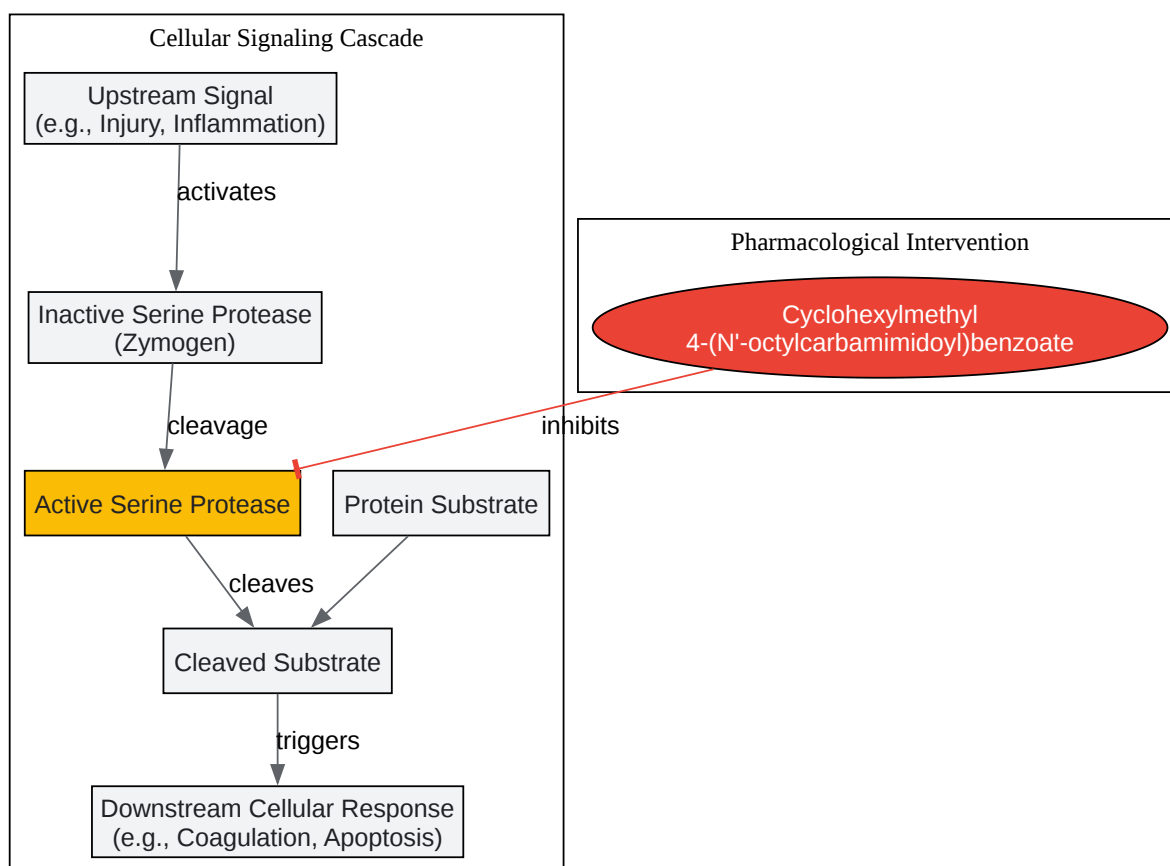 Cellular Signaling Cascade
Upstream Signal
(e.g., Injury, Inflammation)
activates
Pharmacological Intervention
Inactive Serine Protease
(Zymogen)
Cyclohexylmethyl
4-(N'-octylcarbamimidoyl)benzoate
cleavage
inhibits
Active Serine Protease
Protein Substrate
cleaves
Cleaved Substrate
triggers
Downstream Cellular Response
(e.g., Coagulation, Apoptosis)